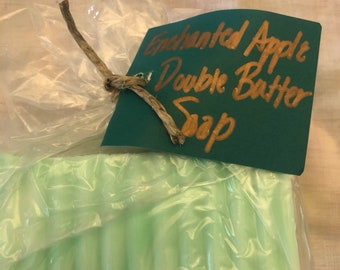 Enchanted Apple
Double Butter
Soap